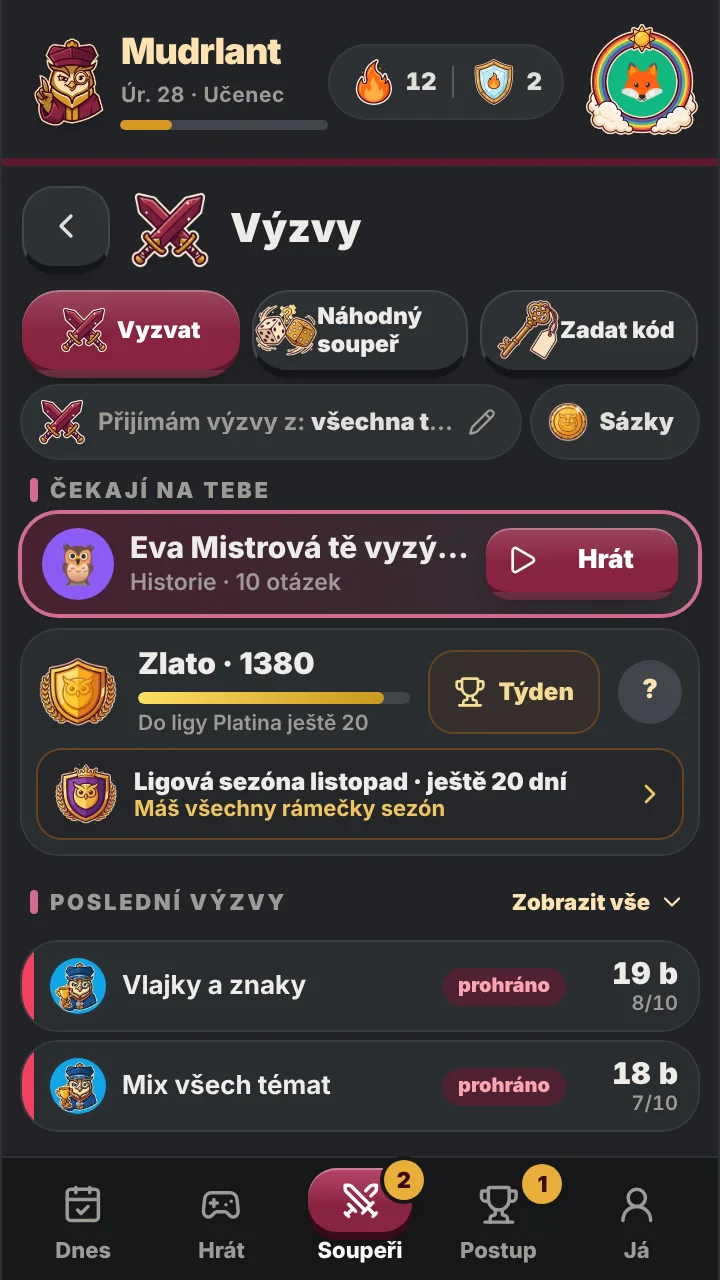 Mudrlant
Úr. 28 · Učenec
12
2
Výzvy
Vyzvat
Náhodný
soupeř
Zadat kód
Přijímám výzvy z: všechna t...
Sázky
ČEKAJÍ NA TEBE
Eva Mistrová tě vyzý...
Historie · 10 otázek
Hrát
Zlato · 1380
Do ligy Platina ještě 20
Týden
?
Ligová sezóna listopad · ještě 20 dní
Máš všechny rámečky sezón
POSLEDNÍ VÝZVY
Zobrazit vše
Vlajky a znaky
prohráno
19 b
8/10
Mix všech témat
prohráno
18 b
7/10
2
1
Dnes
Hrát
Soupeři
Postup
Já